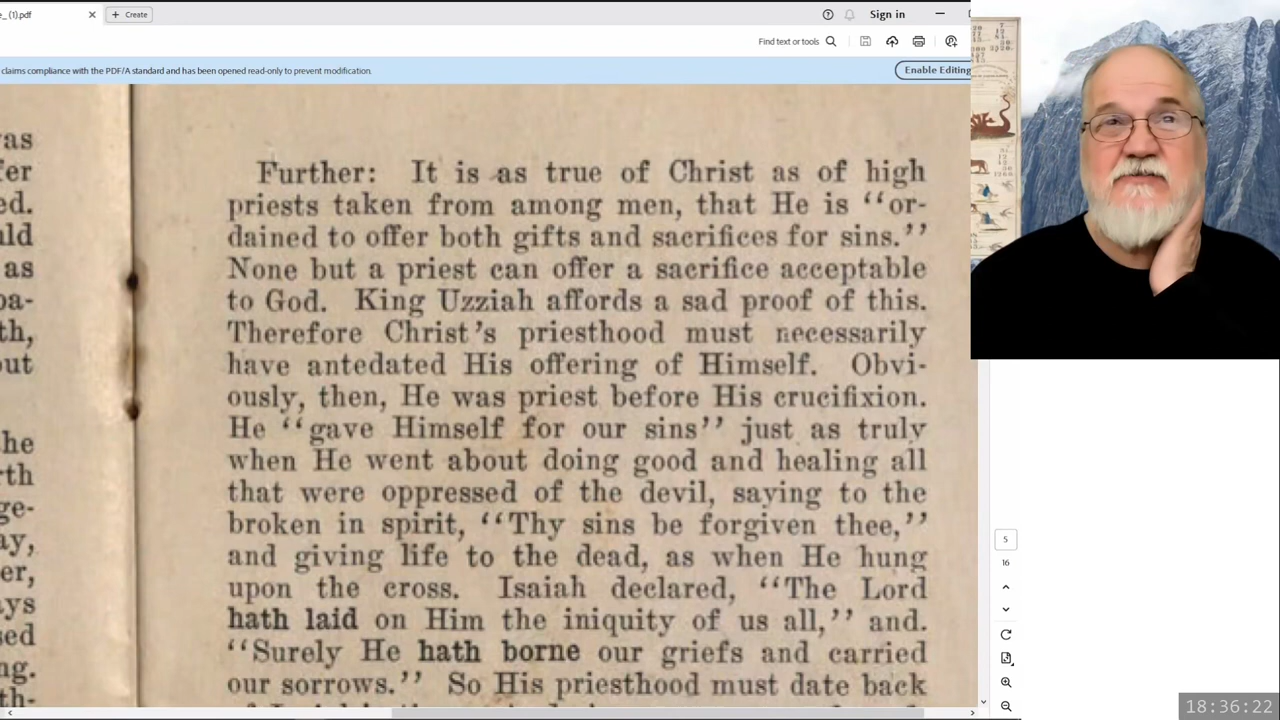 e_ (1).pdf
Create
Sign in
Find text or tools
claims compliance with the PDF/A standard and has been opened read-only to prevent modification.
Enable Editing
Further: It is as true of Christ as of high
priests taken from among men, that He is “or-
dained to offer both gifts and sacrifices for sins.”
None but a priest can offer a sacrifice acceptable
to God. King Uzziah affords a sad proof of this.
Therefore Christ’s priesthood must necessarily
have antedated His offering of Himself. Obvi-
ously, then, He was priest before His crucifixion.
He “gave Himself for our sins” just as truly
when He went about doing good and healing all
that were oppressed of the devil, saying to the
broken in spirit, “Thy sins be forgiven thee,”
and giving life to the dead, as when He hung
upon the cross. Isaiah declared, “The Lord
hath laid on Him the iniquity of us all,” and.
“Surely He hath borne our griefs and carried
our sorrows.” So His priesthood must date back
5
16
18:36:22